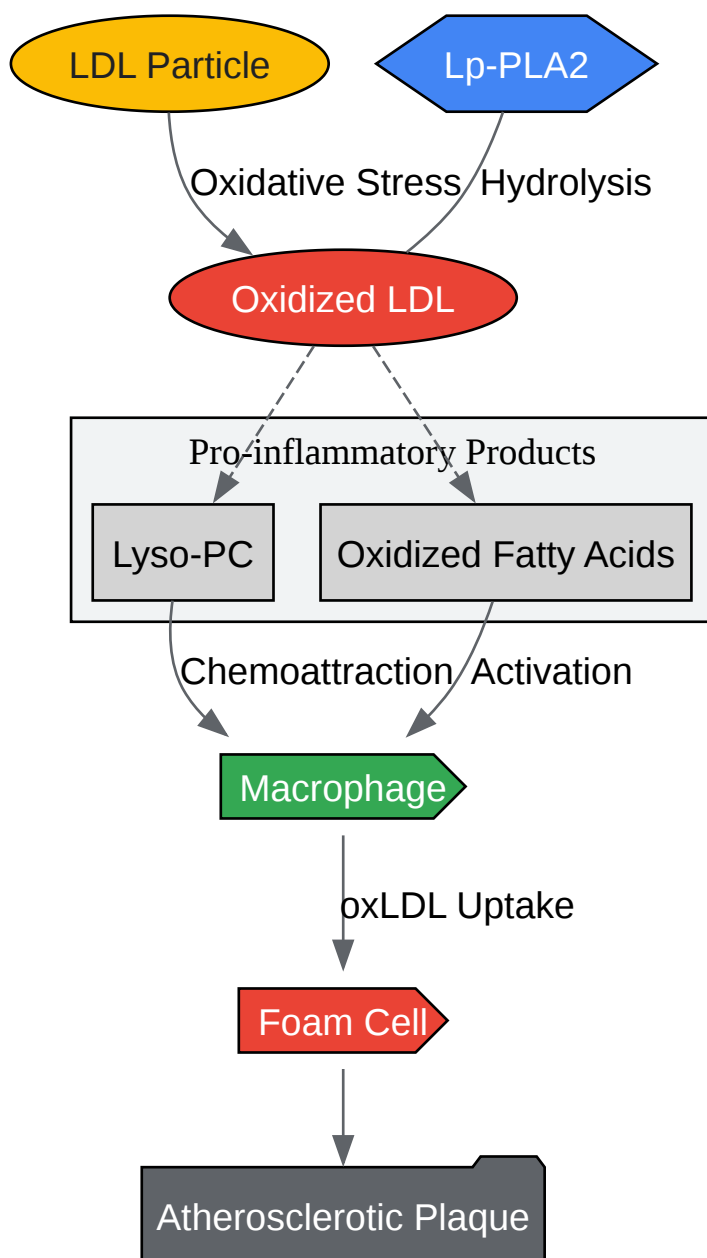 LDL Particle
Lp-PLA2
Oxidative Stress
Hydrolysis
Oxidized LDL
Pro-inflammatory Products
Lyso-PC
Oxidized Fatty Acids
Chemoattraction
Activation
Macrophage
oxLDL Uptake
Foam Cell
Atherosclerotic Plaque